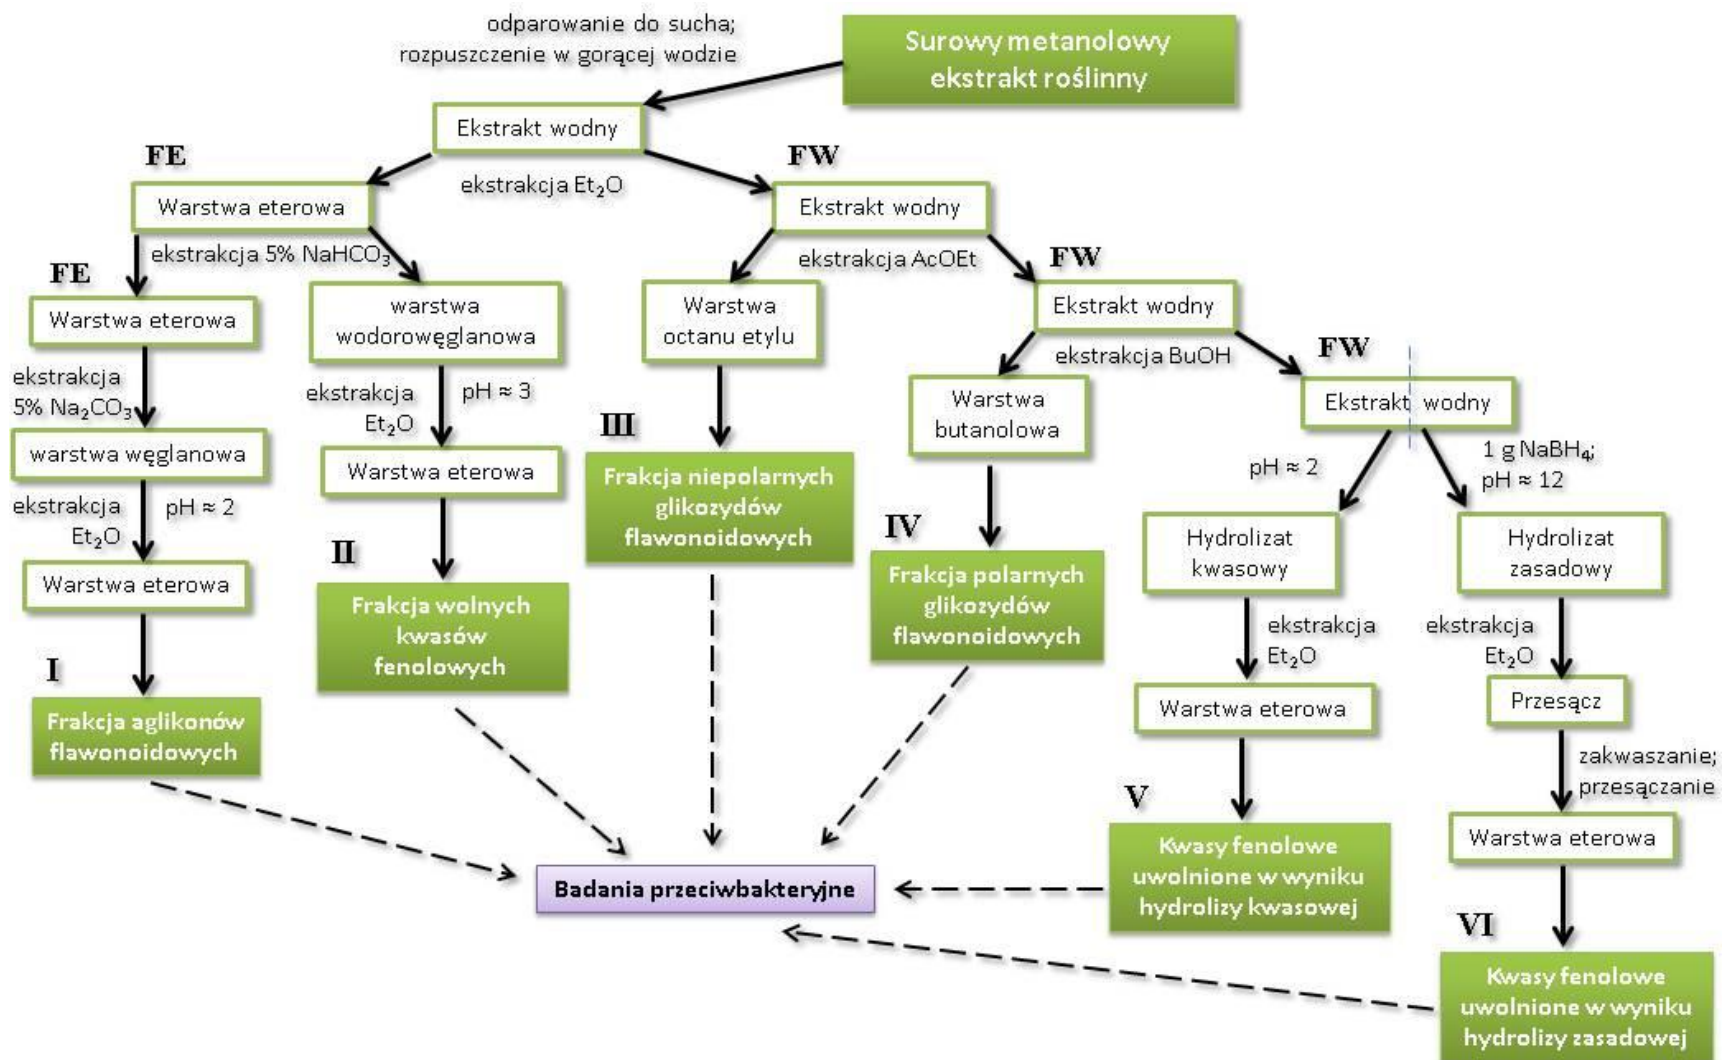 odparowanie do sucha;
rozpuszczenie w gorącej wodzie
Surowy metanolowy
ekstrakt roślinny
Ekstrakt wodny
FE
ekstrakcja Et₂O
FW
Warstwa eterowa
Ekstrakt wodny
ekstrakcja 5% NaHCO₃
ekstrakcja AcOEt
FE
FW
Warstwa eterowa
warstwa
wodorowęglanowa
Warstwa
octanu etylu
Ekstrakt wodny
ekstrakcja BuOH
FW
ekstrakcja
5% Na₂CO₃
ekstrakcja
Et₂O
pH ≈ 3
Warstwa
butanolowa
Ekstrakt wodny
warstwa węglanowa
Warstwa eterowa
III
pH ≈ 2
1 g NaBH₄;
pH ≈ 12
ekstrakcja
Et₂O
pH ≈ 2
Frakcja niepolarnych
glikozydów
flawonoidowych
IV
Hydrolizat
kwasowy
Hydrolizat
zasadowy
Warstwa eterowa
II
Frakcja wolnych
kwasów
fenolowych
Frakcja polarnych
glikozydów
flawonoidowych
ekstrakcja
Et₂O
ekstrakcja
Et₂O
I
Frakcja aglikonów
flawonoidowych
Warstwa eterowa
Przesącz
zakwaszanie;
przesączanie
V
Warstwa eterowa
Badania przeciwbakteryjne
Kwasy fenolowe
uwolnione w wyniku
hydrolizy kwasowej
VI
Kwasy fenolowe
uwolnione w wyniku
hydrolizy zasadowej